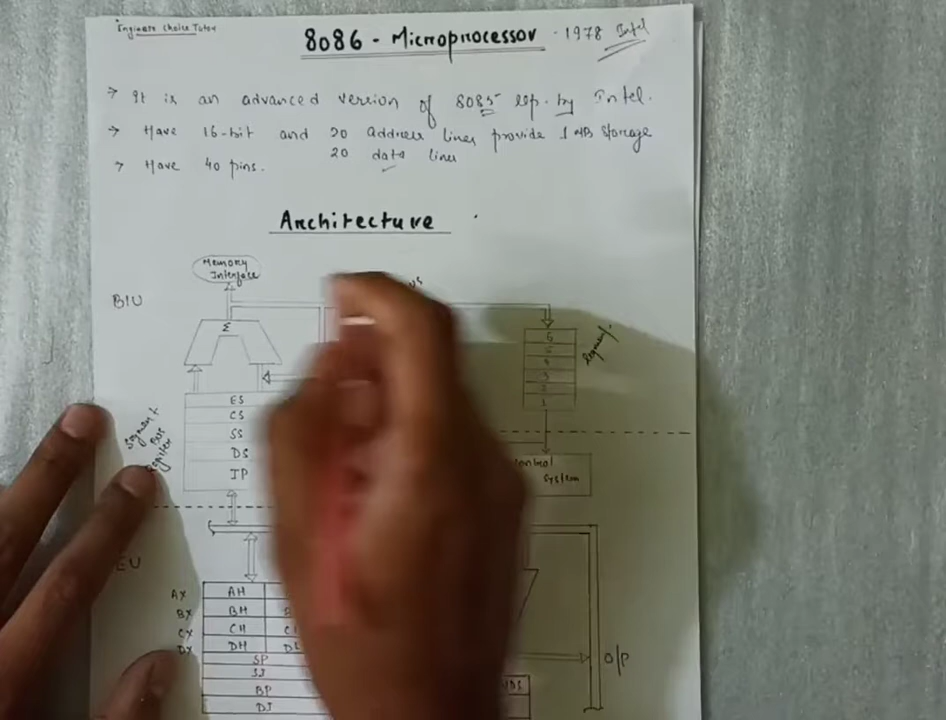 Engineers Choice Tutor
8086 - Microprocessor - 1978 Intel
→ It is an advanced version of 8085 by Intel.
→ Have 16-bit and 20 Address lines provide 1 MB storage
20 data lines
→ Have 40 pins.
Architecture
Memory
Interface
BIU
Σ
6
5
4
3
2
1
ES
CS
SS
DS
IP
Segment
Bus
Register
Control
System
EU
AX AH
BX BH
CX CH
DX DH DL
SP
SI
BP
DI
O/P